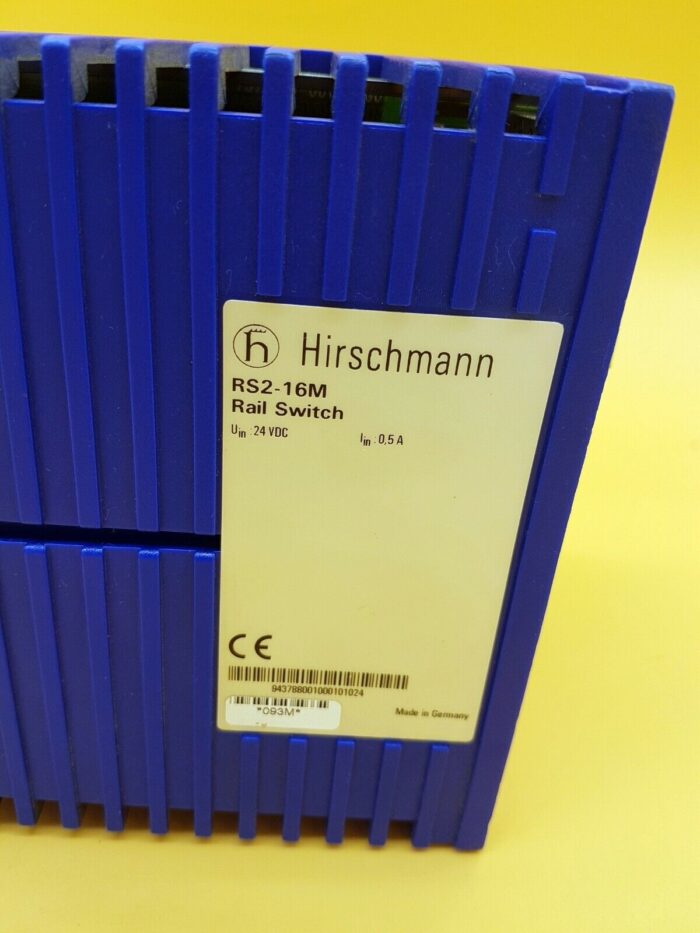 h Hirschmann
RS2-16M
Rail Switch
Uin : 24 VDC Iin : 0,5 A
CE
943788001000101024
*093M*
Made in Germany